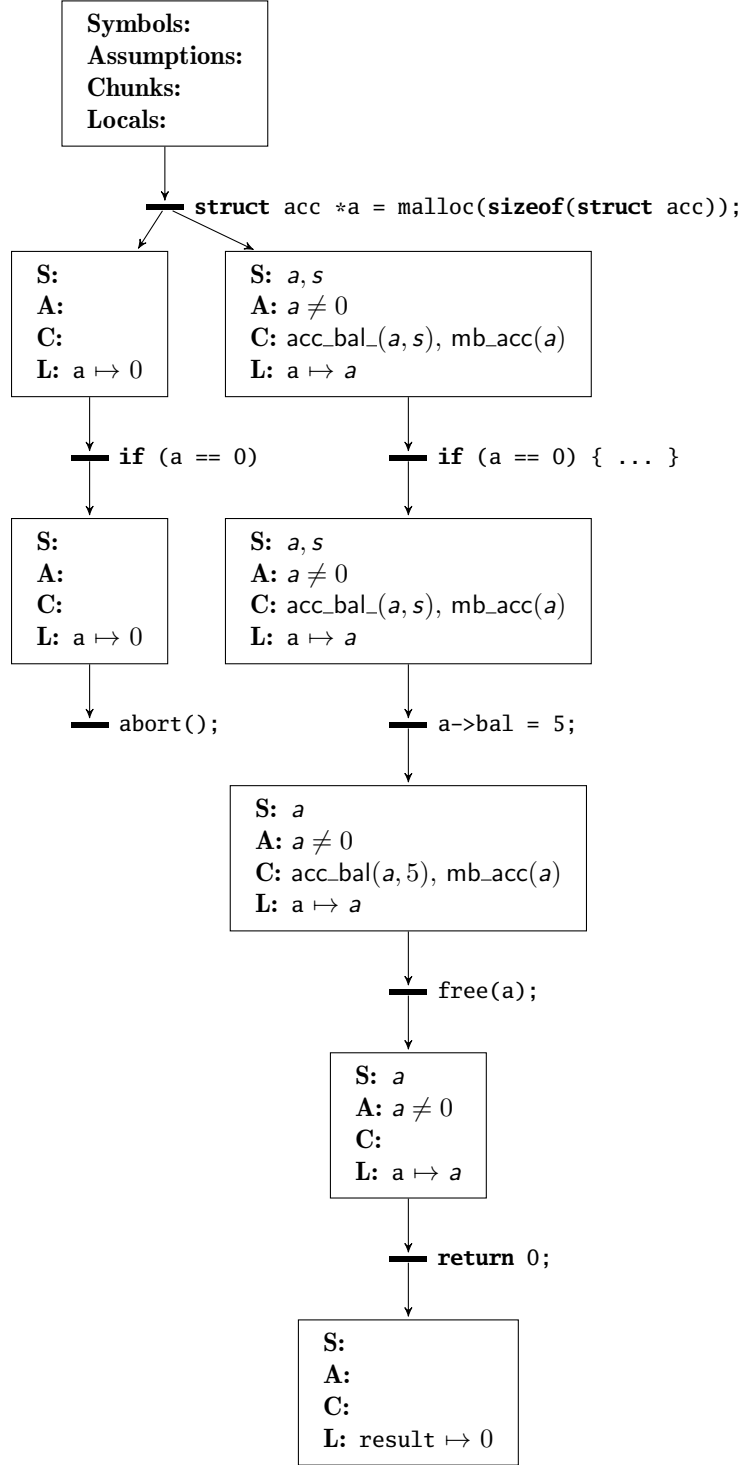 Symbols:
Assumptions:
Chunks:
Locals:
struct acc *a = malloc(sizeof(struct acc));
S:
A:
C:
L: a ↦ 0
S: a, s
A: a ≠ 0
C: acc_bal_(a, s), mb_acc(a)
L: a ↦ a
if (a == 0)
if (a == 0) { ... }
S:
A:
C:
L: a ↦ 0
S: a, s
A: a ≠ 0
C: acc_bal_(a, s), mb_acc(a)
L: a ↦ a
abort();
a->bal = 5;
S: a
A: a ≠ 0
C: acc_bal(a, 5), mb_acc(a)
L: a ↦ a
free(a);
S: a
A: a ≠ 0
C:
L: a ↦ a
return 0;
S:
A:
C:
L: result ↦ 0